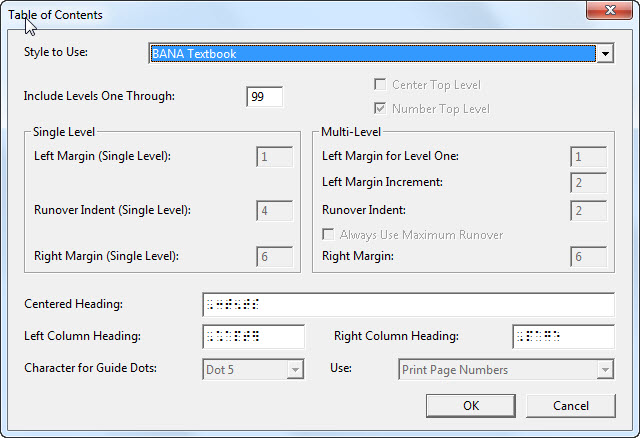 Table of Contents
Style to Use: BANA Textbook
Include Levels One Through: 99
Center Top Level
Number Top Level
Single Level
Left Margin (Single Level): 1
Runover Indent (Single Level): 4
Right Margin (Single Level): 6
Multi-Level
Left Margin for Level One: 1
Left Margin Increment: 2
Runover Indent: 2
Always Use Maximum Runover
Right Margin: 6
Centered Heading:
Left Column Heading:
Right Column Heading:
Character for Guide Dots: Dot 5
Use: Print Page Numbers
OK Cancel